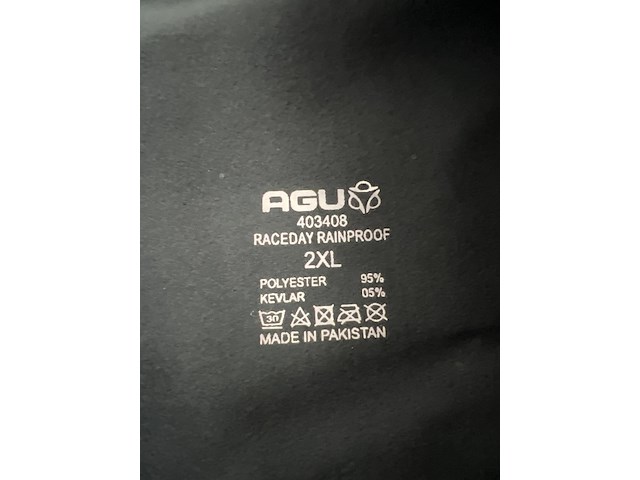 AGU
403408
RACEDAY RAINPROOF
2XL
POLYESTER 95%
KEVLAR 05%
30
MADE IN PAKISTAN